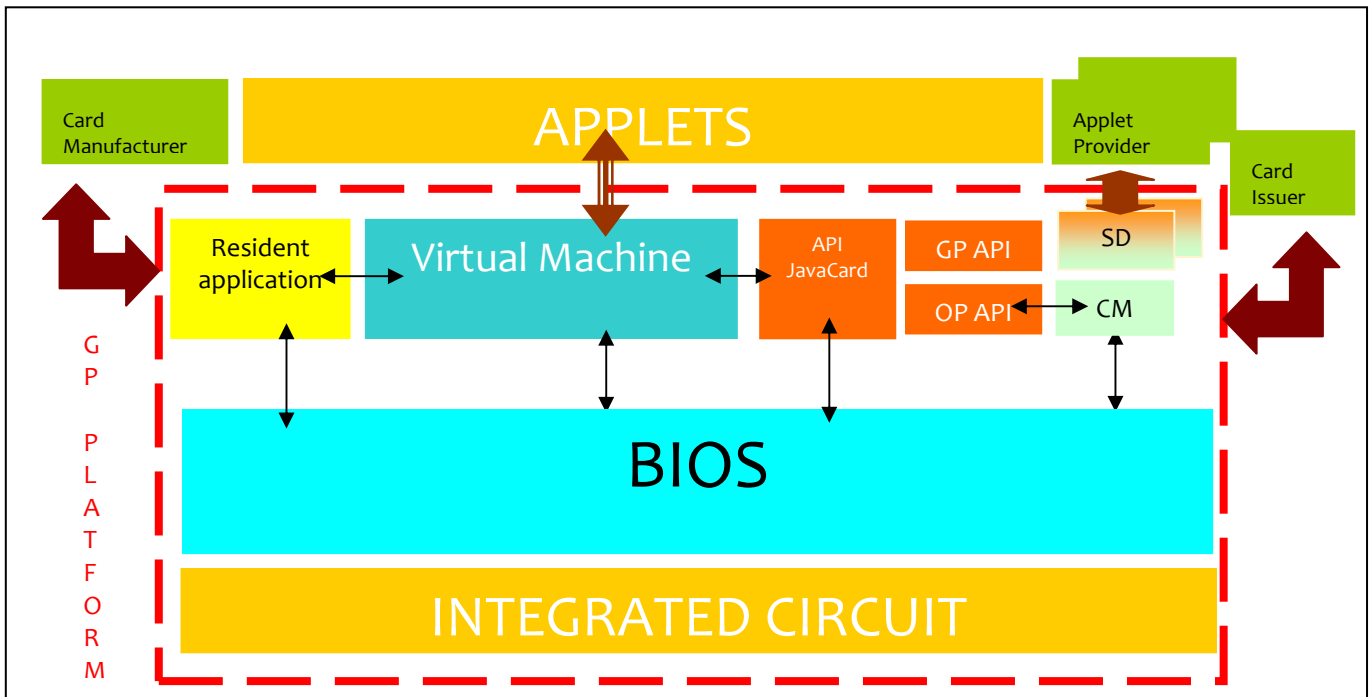 APPLETS
Card
Manufacturer
Applet
Provider
Card
Issuer
Resident
application
Virtual Machine
API
JavaCard
GP API
OP API
SD
CM
G
P
P
L
A
T
F
O
R
M
BIOS
INTEGRATED CIRCUIT